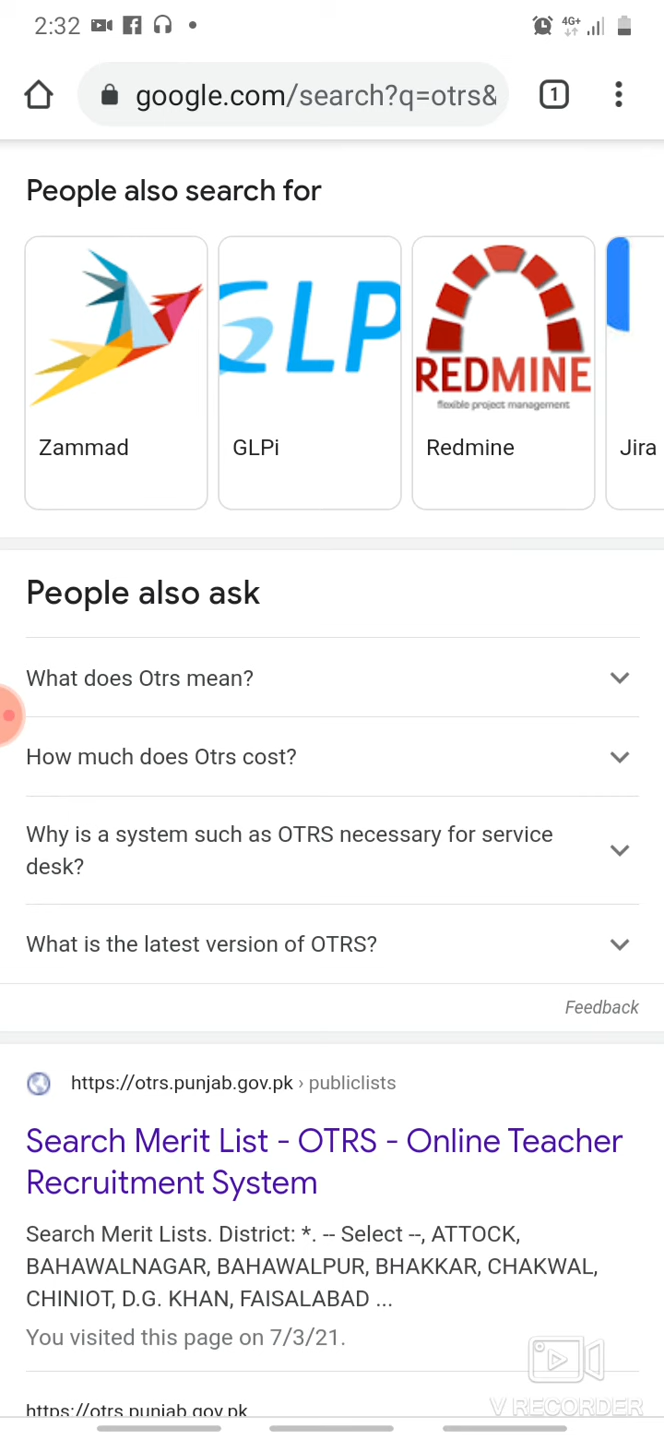 2:32
4G+
google.com/search?q=otrs&
1
People also search for
GLP
REDMINE
flexible project management
Zammad
GLPi
Redmine
Jira
People also ask
What does Otrs mean?
How much does Otrs cost?
Why is a system such as OTRS necessary for service
desk?
What is the latest version of OTRS?
Feedback
https://otrs.punjab.gov.pk › publiclists
Search Merit List - OTRS - Online Teacher
Recruitment System
Search Merit Lists. District: *. -- Select --, ATTOCK,
BAHAWALNAGAR, BAHAWALPUR, BHAKKAR, CHAKWAL,
CHINIOT, D.G. KHAN, FAISALABAD ...
You visited this page on 7/3/21.
https://otrs.punjab.gov.pk
V RECORDER